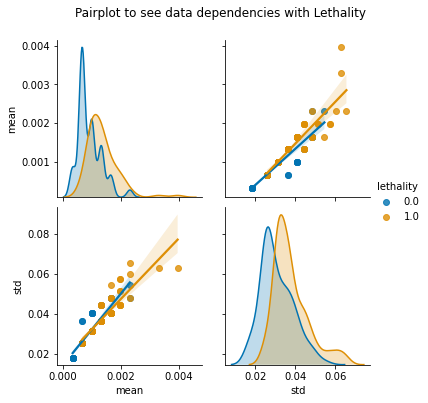 Pairplot to see data dependencies with Lethality
0.004
0.003
0.002
0.001
mean
lethality
0.0
1.0
0.08
0.06
0.04
0.02
std
0.000 0.002 0.004
0.02 0.04 0.06
mean
std